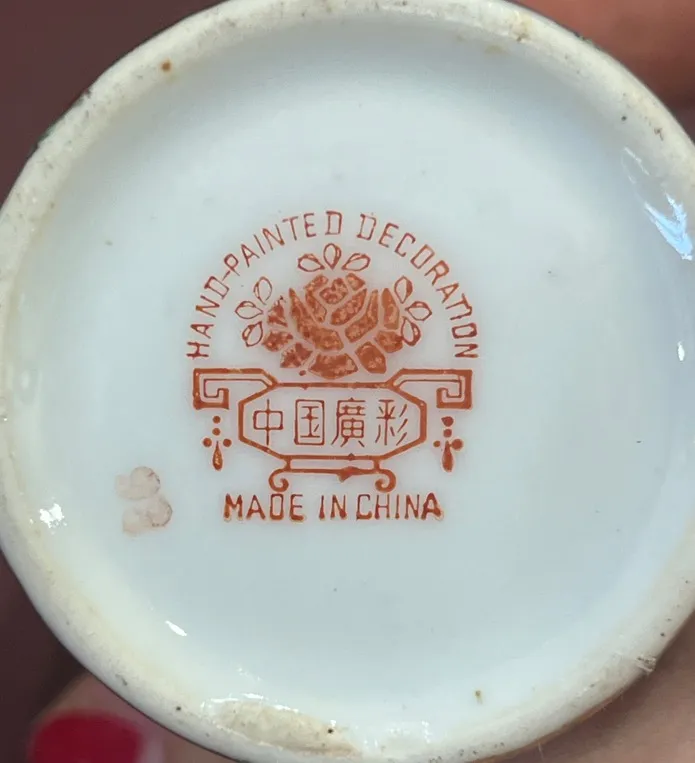 HAND-PAINTED DECORATION
中国廣彩
MADE IN CHINA